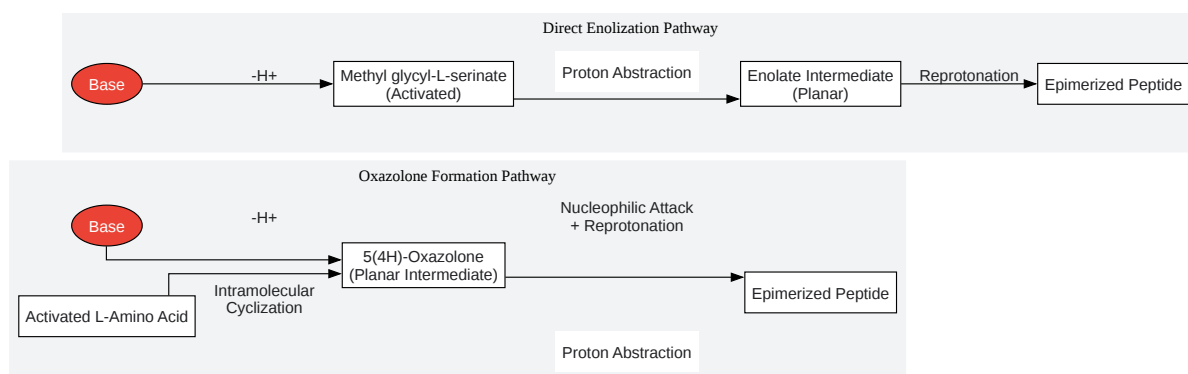 Direct Enolization Pathway
Base
-H+
Methyl glycyl-L-serinate
(Activated)
Proton Abstraction
Enolate Intermediate
(Planar)
Reprotonation
Epimerized Peptide
Oxazolone Formation Pathway
Base
-H+
Nucleophilic Attack
+ Reprotonation
5(4H)-Oxazolone
(Planar Intermediate)
Intramolecular
Cyclization
Activated L-Amino Acid
Epimerized Peptide
Proton Abstraction